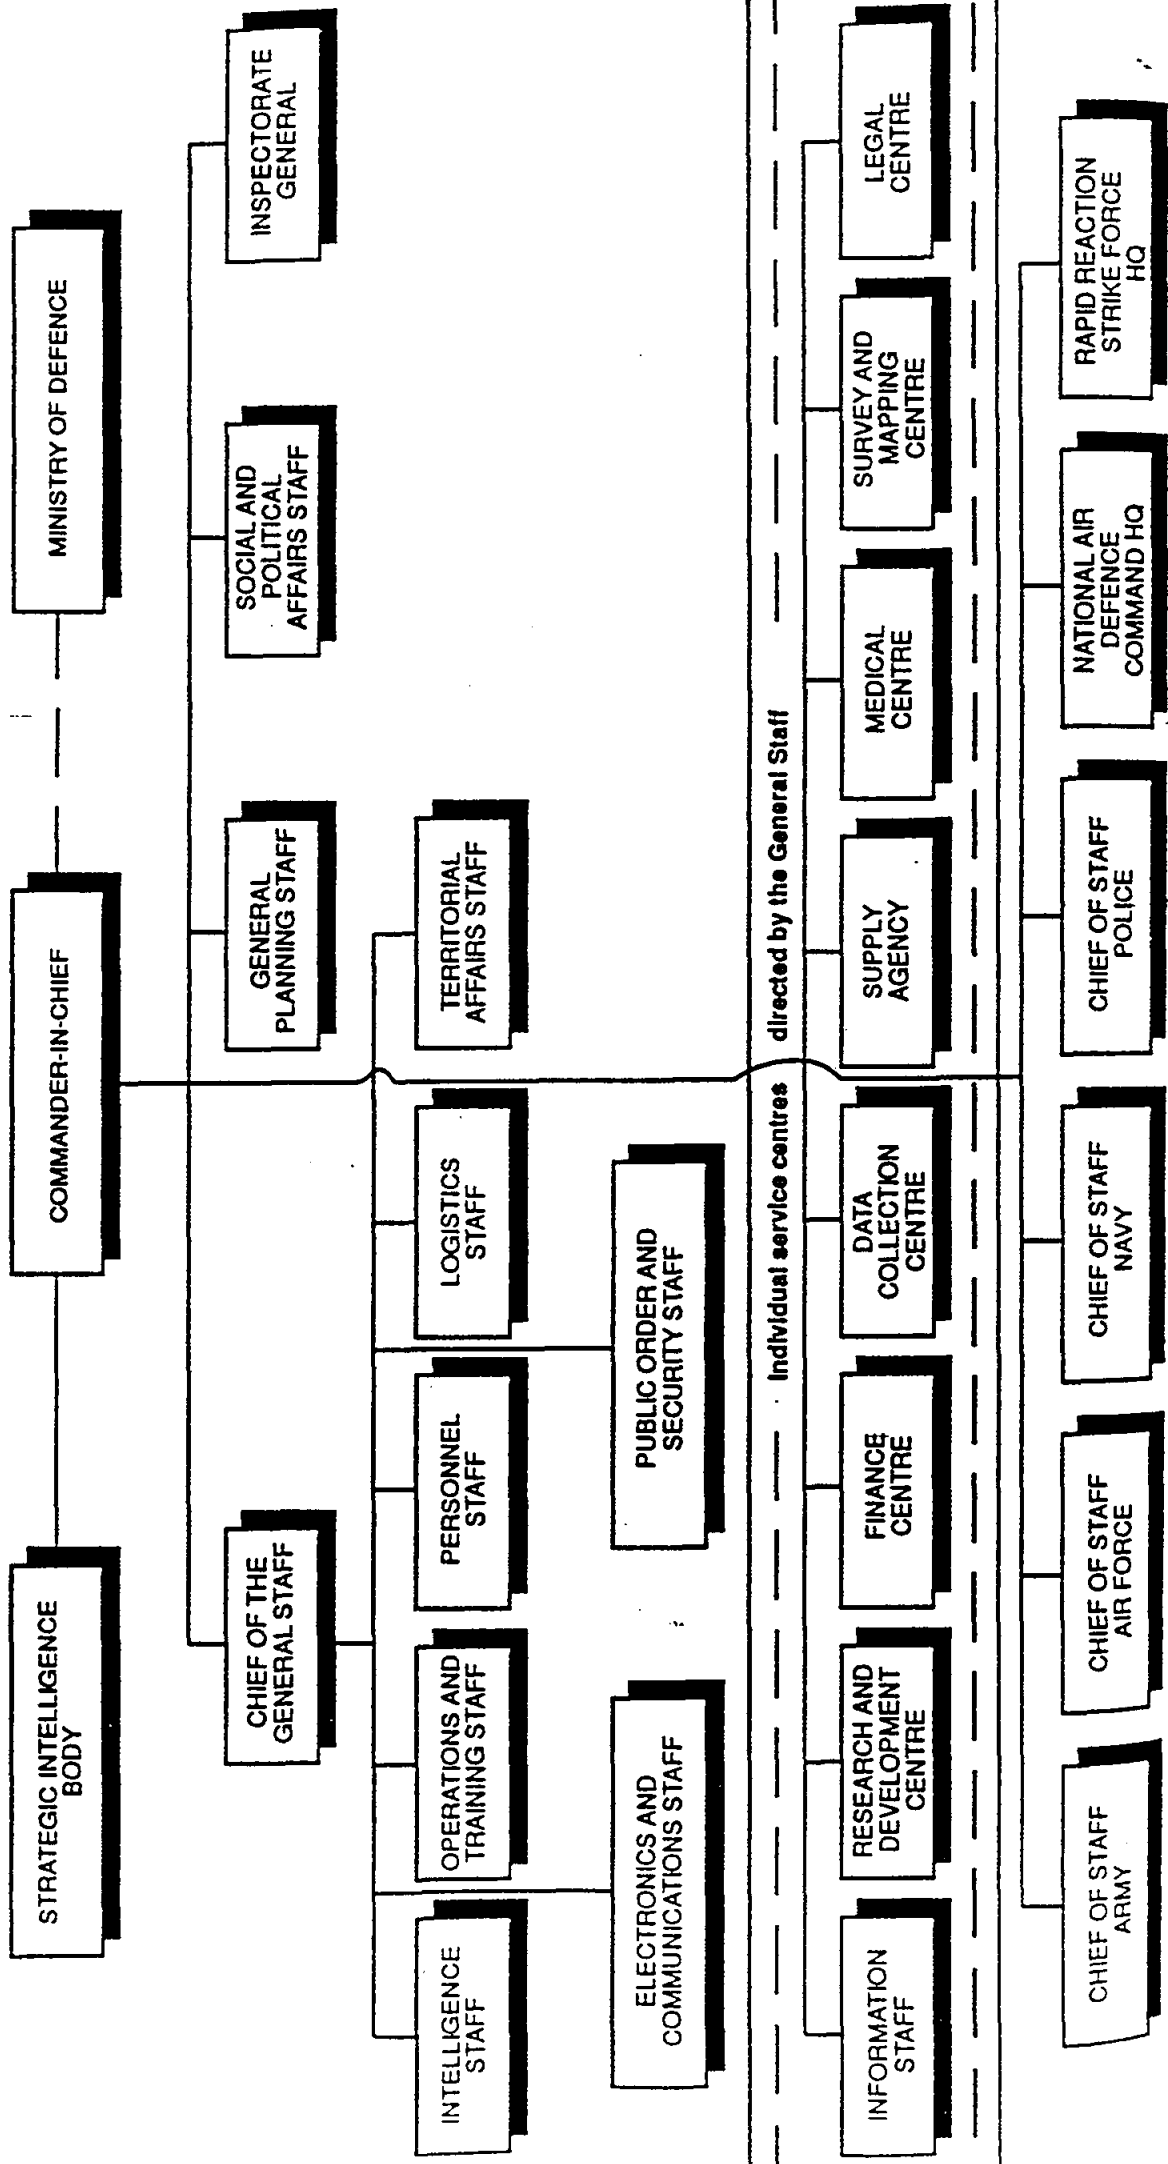 STRATEGIC INTELLIGENCE
BODY
COMMANDER-IN-CHIEF
MINISTRY OF DEFENCE
CHIEF OF THE
GENERAL STAFF
GENERAL
PLANNING STAFF
SOCIAL AND
POLITICAL
AFFAIRS STAFF
INSPECTORATE
GENERAL
INTELLIGENCE
STAFF
OPERATIONS AND
TRAINING STAFF
PERSONNEL
STAFF
LOGISTICS
STAFF
TERRITORIAL
AFFAIRS STAFF
ELECTRONICS AND
COMMUNICATIONS STAFF
PUBLIC ORDER AND
SECURITY STAFF
Individual service centres directed by the General Staff
INFORMATION
STAFF
RESEARCH AND
DEVELOPMENT
CENTRE
FINANCE
CENTRE
DATA
COLLECTION
CENTRE
SUPPLY
AGENCY
MEDICAL
CENTRE
SURVEY AND
MAPPING
CENTRE
LEGAL
CENTRE
CHIEF OF STAFF
ARMY
CHIEF OF STAFF
AIR FORCE
CHIEF OF STAFF
NAVY
CHIEF OF STAFF
POLICE
NATIONAL AIR
DEFENCE
COMMAND HQ
RAPID REACTION
STRIKE FORCE
HQ